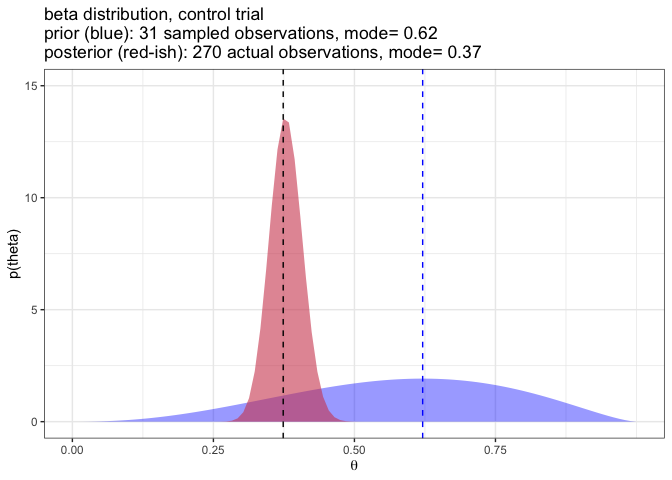 beta distribution, control trial
prior (blue): 31 sampled observations, mode= 0.62
posterior (red-ish): 270 actual observations, mode= 0.37
15
10
5
0
p(theta)
0.00 0.25 0.50 0.75
θ